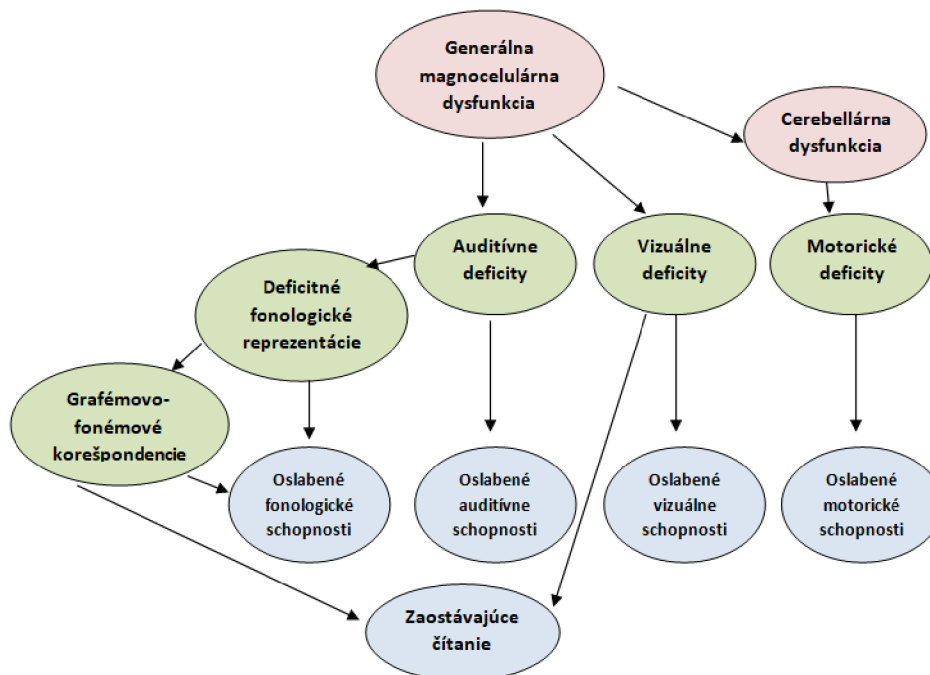 Generálna
magnocelulárna
dysfunkcia
Cerebellárna
dysfunkcia
Auditívne
deficity
Vizuálne
deficity
Motorické
deficity
Deficitné
fonologické
reprezentácie
Grafémovo-
fonémové
korešpondencie
Oslabené
fonologické
schopnosti
Oslabené
auditívne
schopnosti
Oslabené
vizuálne
schopnosti
Oslabené
motorické
schopnosti
Zaostávajúce
čítanie